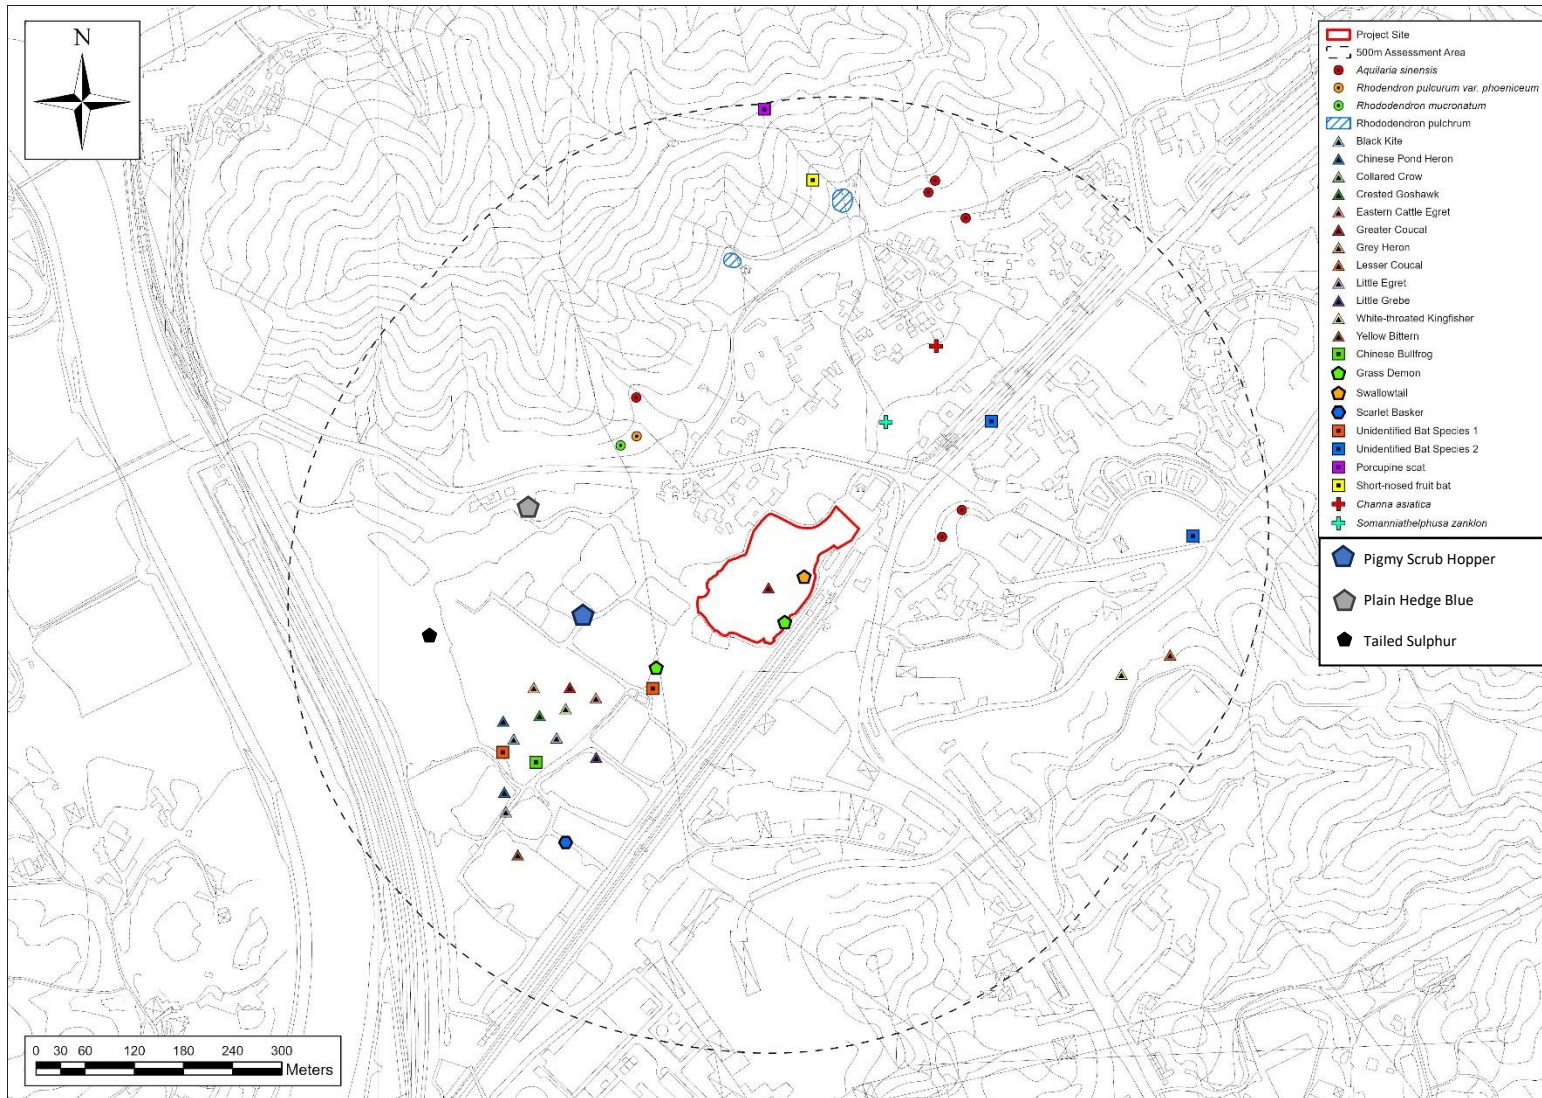 N
Project Site
500m Assessment Area
Aquilaria sinensis
Rhodendron pulcurum var. phoeniceum
Rhododendron mucronatum
Rhododendron pulchrum
Black Kite
Chinese Pond Heron
Collared Crow
Crested Goshawk
Eastern Cattle Egret
Greater Coucal
Grey Heron
Lesser Coucal
Little Egret
Little Grebe
White-throated Kingfisher
Yellow Bittern
Chinese Bullfrog
Grass Demon
Swallowtail
Scarlet Basker
Unidentified Bat Species 1
Unidentified Bat Species 2
Porcupine scat
Short-nosed fruit bat
Channa asiatica
Somanniathelphusa zanklon
Pigmy Scrub Hopper
Plain Hedge Blue
Tailed Sulphur
0 30 60 120 180 240 300
Meters